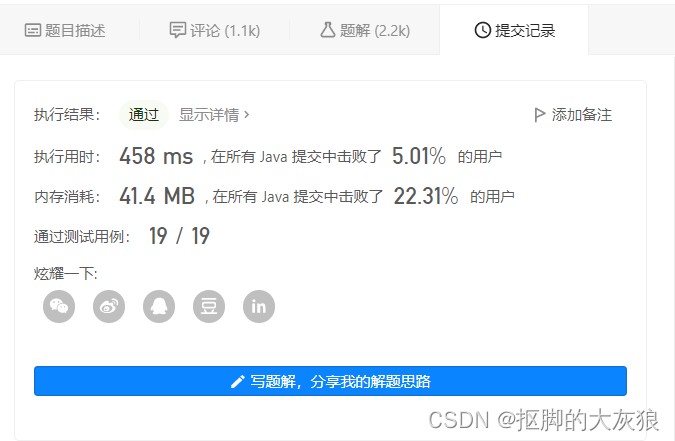 题目描述 评论 (1.1k) 题解 (2.2k) 提交记录
执行结果： 通过 显示详情 › 添加备注
执行用时： 458 ms , 在所有 Java 提交中击败了 5.01% 的用户
内存消耗： 41.4 MB , 在所有 Java 提交中击败了 22.31% 的用户
通过测试用例： 19 / 19
炫耀一下:
豆 in
写题解，分享我的解题思路
CSDN @抠脚的大灰狼